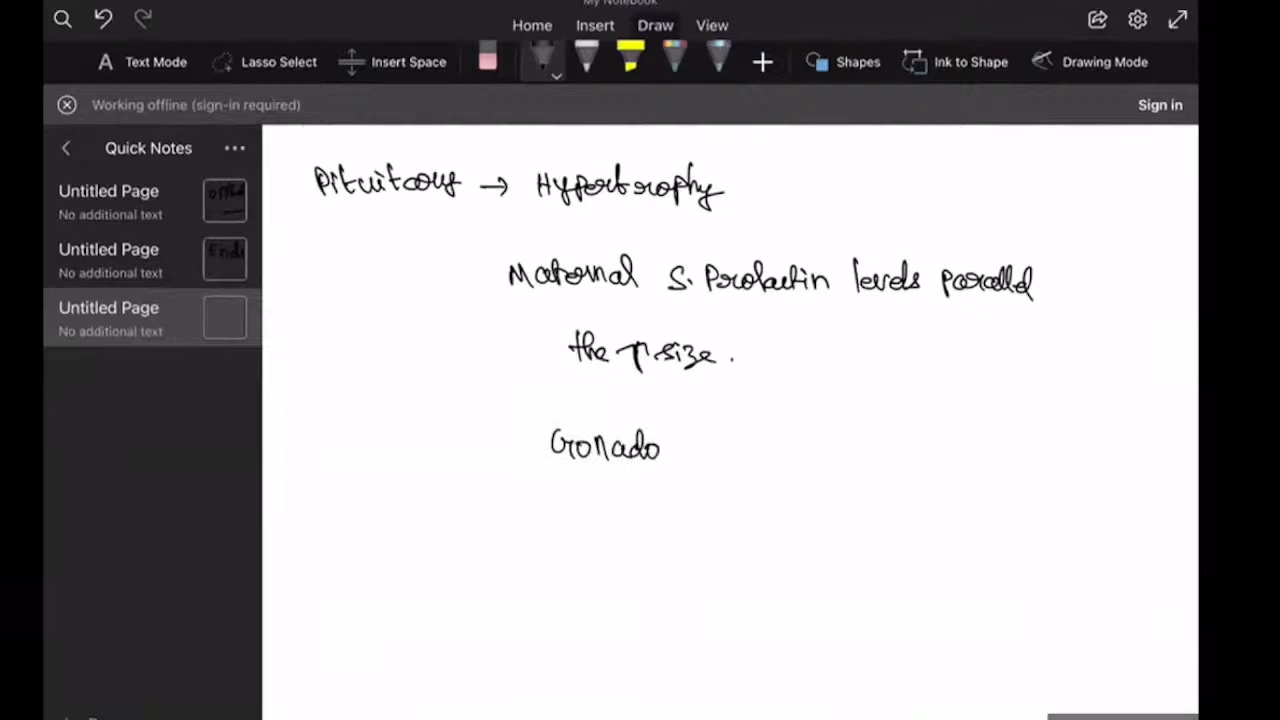 My Notebook
Home Insert Draw View
Text Mode Lasso Select Insert Space Shapes Ink to Shape Drawing Mode
Working offline (sign-in required) Sign in
Quick Notes
Untitled Page
No additional text
Untitled Page
No additional text
Untitled Page
No additional text
Pituitary → Hypertrophy
Maternal S. Prolactin levels parallel
the ↑ size.
Gonado